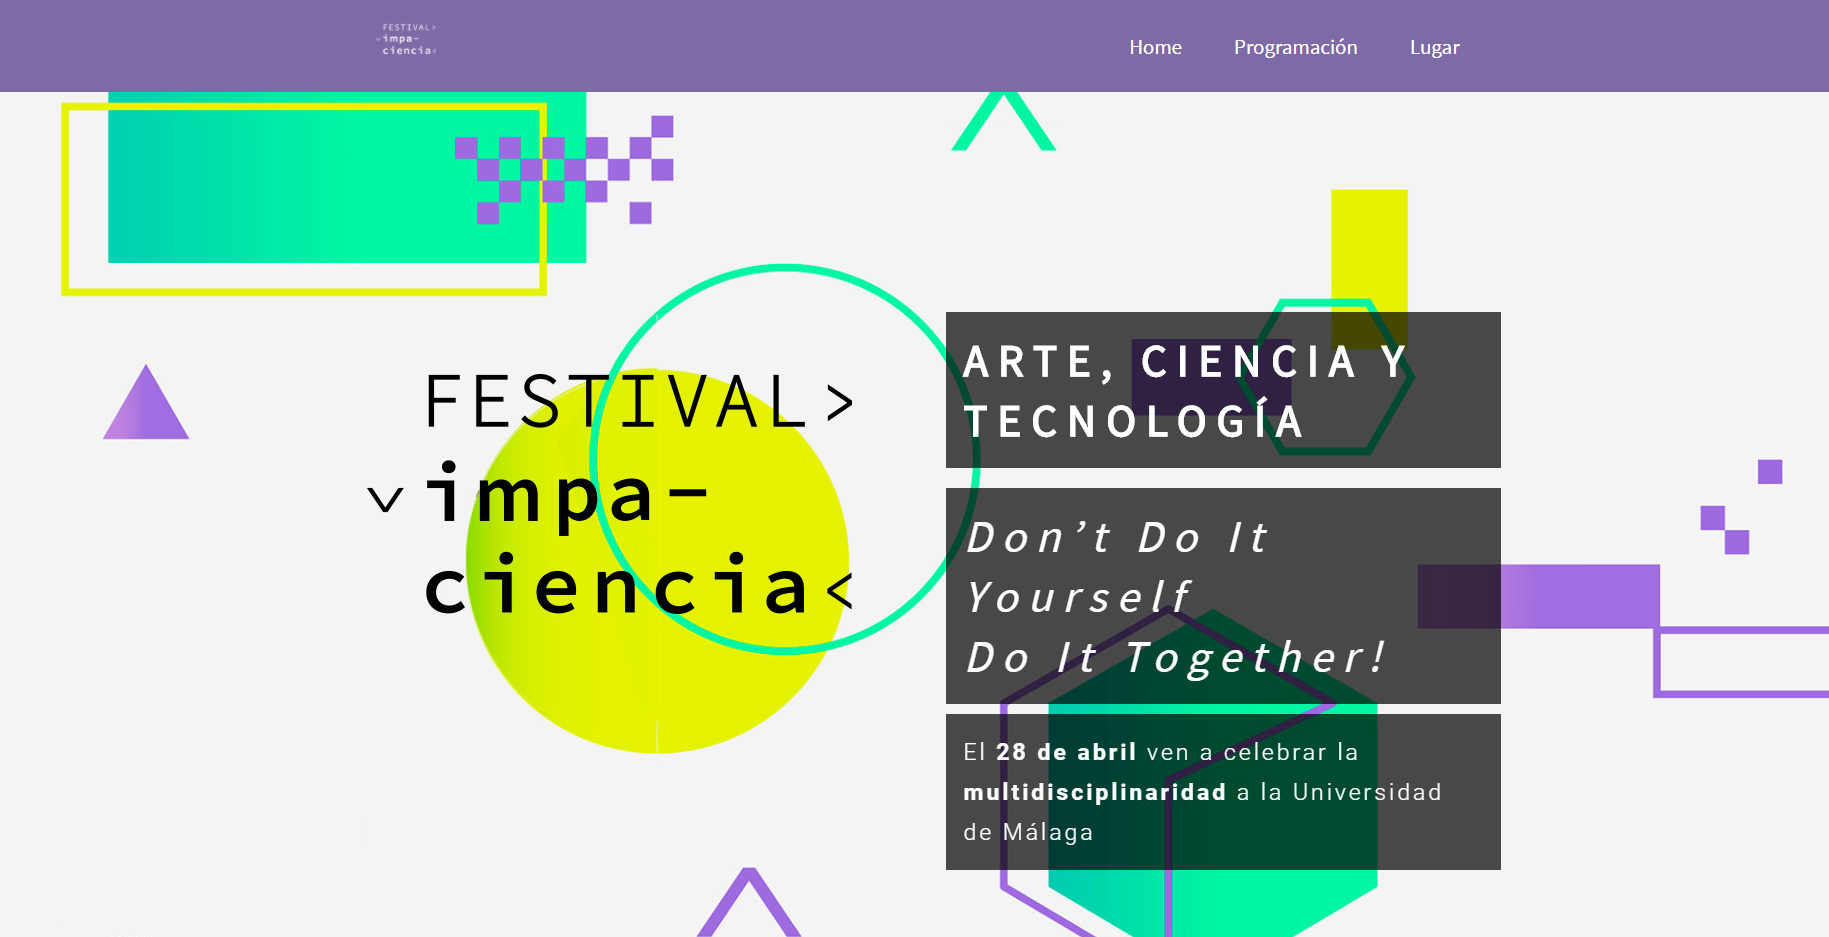 FESTIVAL>
˅impa-
ciencia<
Home Programación Lugar
FESTIVAL>
˅impa-
ciencia<
ARTE, CIENCIA Y
TECNOLOGÍA
Don’t Do It
Yourself
Do It Together!
El 28 de abril ven a celebrar la
multidisciplinaridad a la Universidad
de Málaga